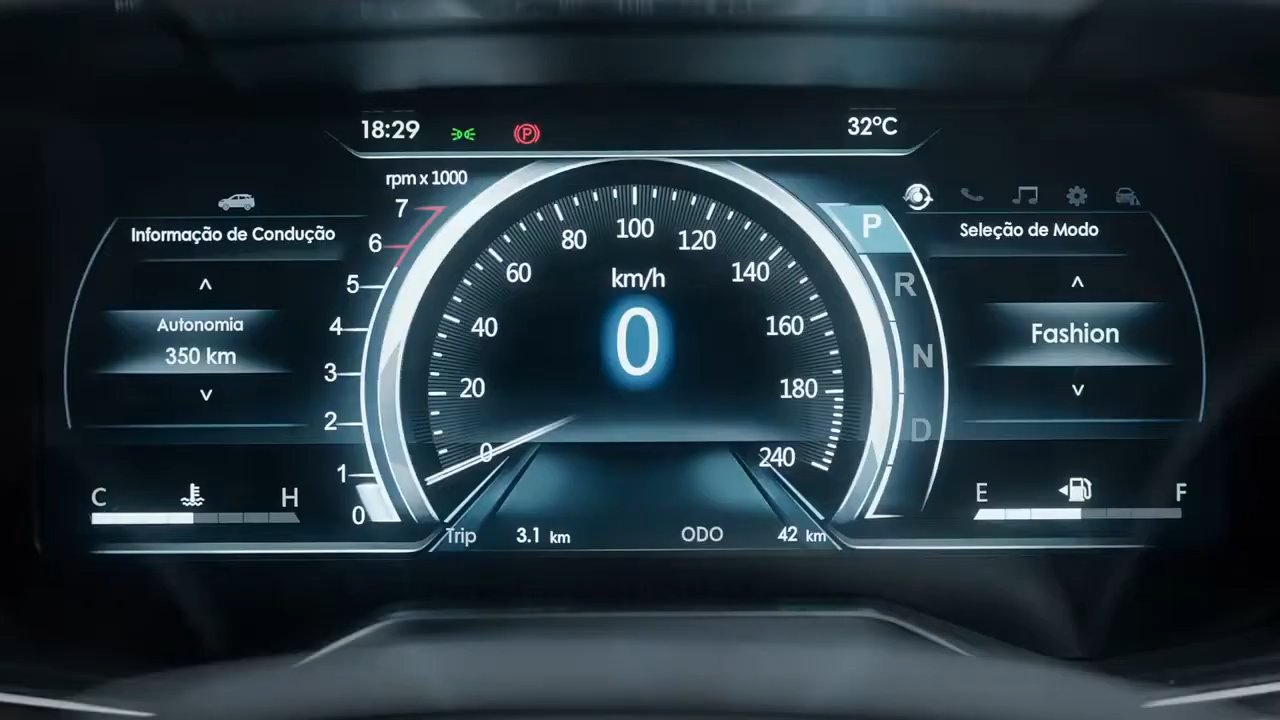 18:29
32°C
rpm x 1000
7
6
5
4
3
2
1
0
Informação de Condução
Autonomia
350 km
C
H
0
20
40
60
80
100
120
140
160
180
240
km/h
0
Trip 3.1 km
ODO 42 km
P
R
N
D
Seleção de Modo
Fashion
E
F